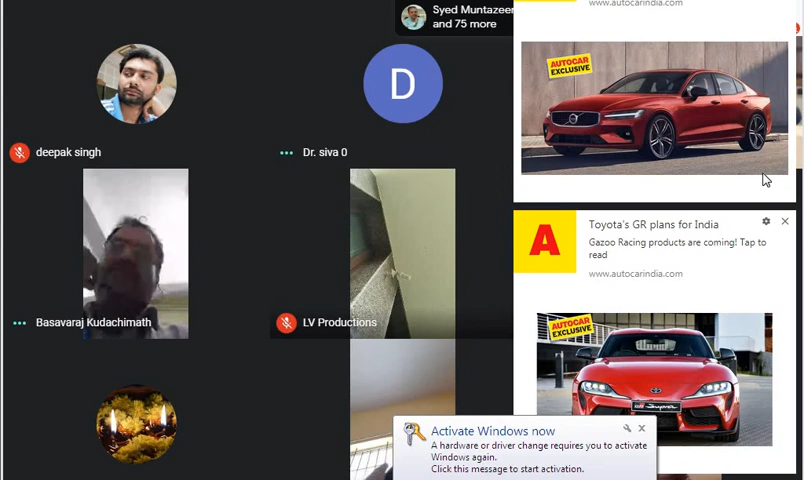 Syed Muntazeer
and 75 more
www.autocarindia.com
AUTOCAR
EXCLUSIVE
D
deepak singh
Dr. siva 0
A
Toyota's GR plans for India
Gazoo Racing products are coming! Tap to
read
www.autocarindia.com
Basavaraj Kudachimath
LV Productions
AUTOCAR
EXCLUSIVE
Supra
Activate Windows now
A hardware or driver change requires you to activate
Windows again.
Click this message to start activation.